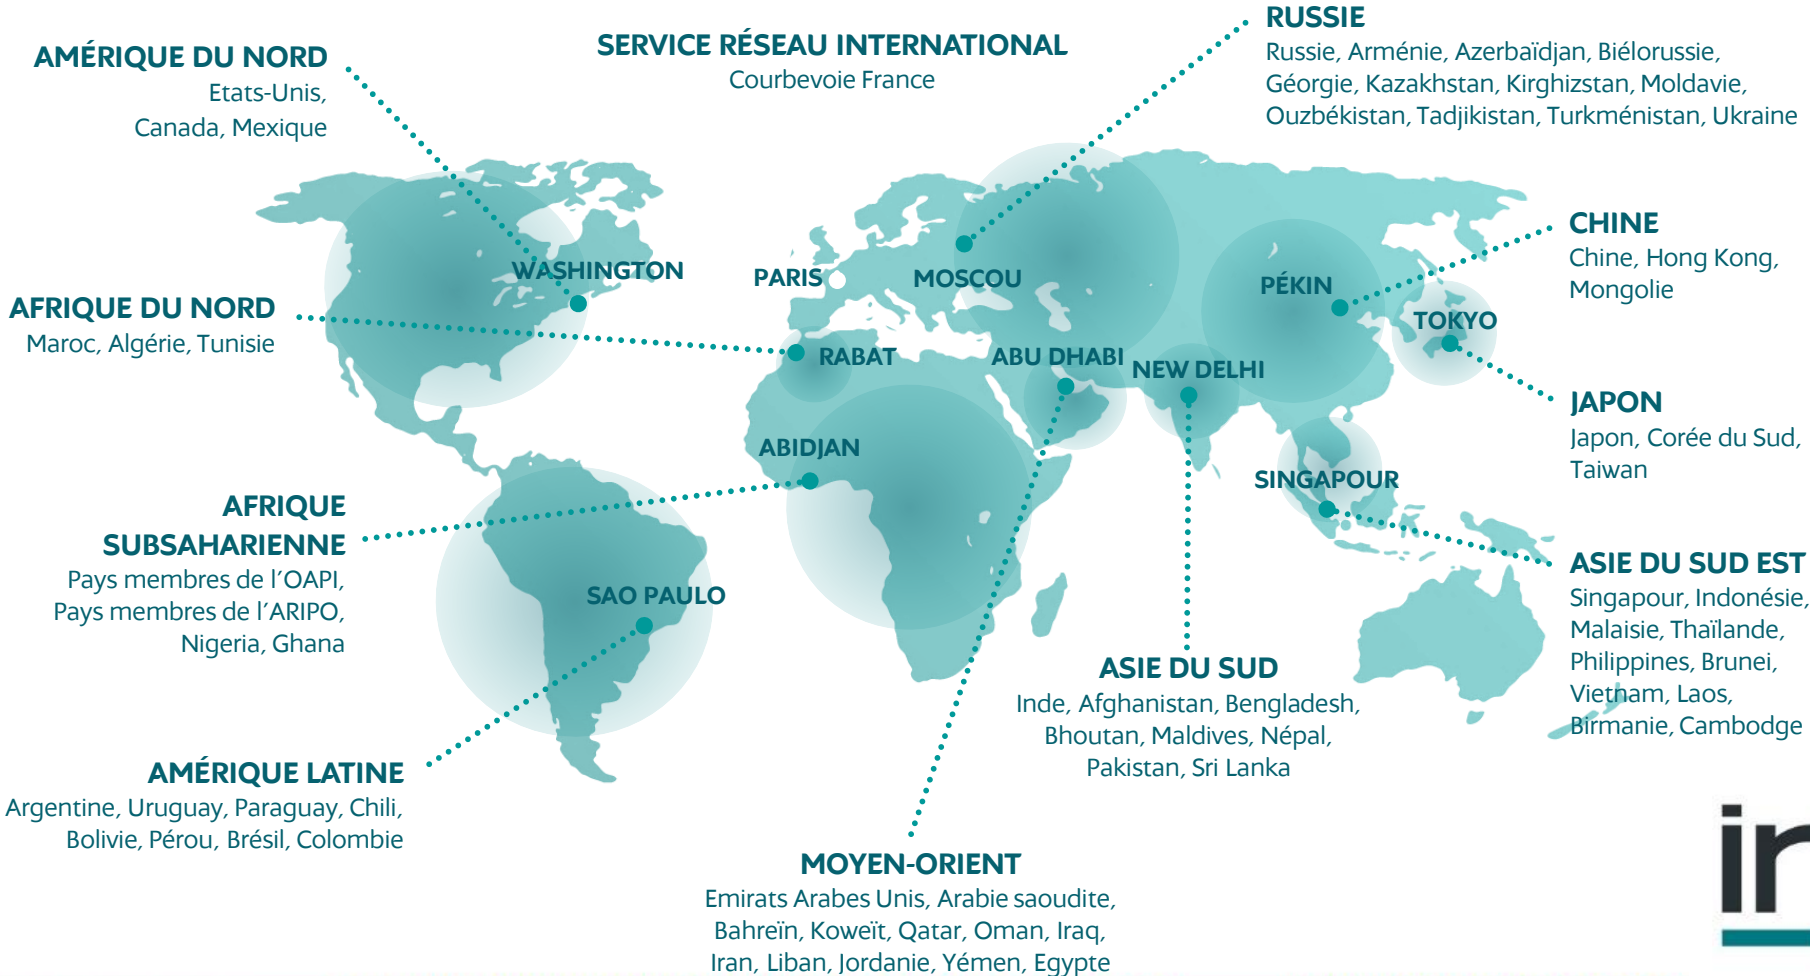 SERVICE RÉSEAU INTERNATIONAL
Courbevoie France
AMÉRIQUE DU NORD
Etats-Unis,
Canada, Mexique
RUSSIE
Russie, Arménie, Azerbaïdjan, Biélorussie,
Géorgie, Kazakhstan, Kirghizstan, Moldavie,
Ouzbékistan, Tadjikistan, Turkménistan, Ukraine
CHINE
Chine, Hong Kong,
Mongolie
AFRIQUE DU NORD
Maroc, Algérie, Tunisie
WASHINGTON
PARIS
MOSCOU
PÉKIN
TOKYO
RABAT
ABU DHABI
NEW DELHI
ABIDJAN
SINGAPOUR
SAO PAULO
JAPON
Japon, Corée du Sud,
Taiwan
AFRIQUE
SUBSAHARIENNE
Pays membres de l’OAPI,
Pays membres de l’ARIPO,
Nigeria, Ghana
ASIE DU SUD EST
Singapour, Indonésie,
Malaisie, Thaïlande,
Philippines, Brunei,
Vietnam, Laos,
Birmanie, Cambodge
ASIE DU SUD
Inde, Afghanistan, Bengladesh,
Bhoutan, Maldives, Népal,
Pakistan, Sri Lanka
AMÉRIQUE LATINE
Argentine, Uruguay, Paraguay, Chili,
Bolivie, Pérou, Brésil, Colombie
MOYEN-ORIENT
Emirats Arabes Unis, Arabie saoudite,
Bahreïn, Koweït, Qatar, Oman, Iraq,
Iran, Liban, Jordanie, Yémen, Egypte